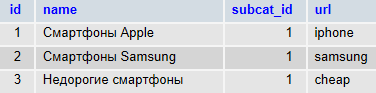 id name subcat_id url
1 Смартфоны Apple 1 iphone
2 Смартфоны Samsung 1 samsung
3 Недорогие смартфоны 1 cheap